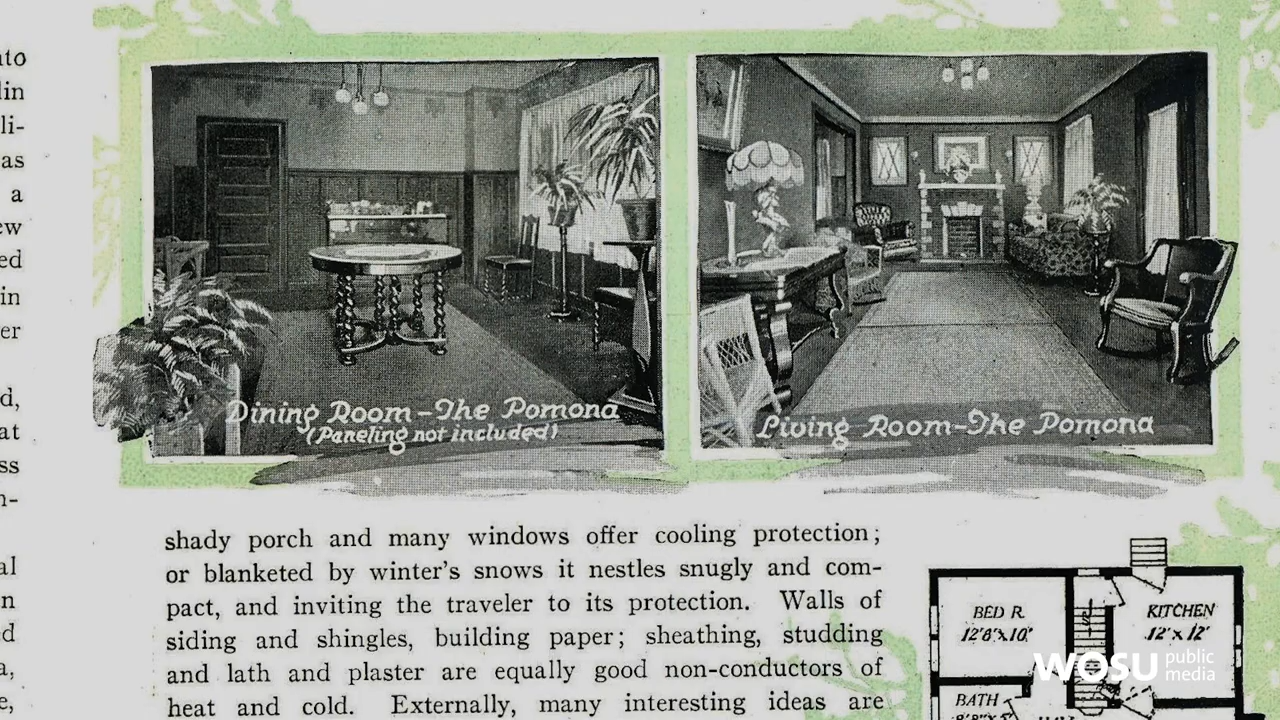 Dining Room-The Pomona
(Paneling not included)
Living Room-The Pomona
shady porch and many windows offer cooling protection;
or blanketed by winter's snows it nestles snugly and com-
pact, and inviting the traveler to its protection. Walls of
siding and shingles, building paper; sheathing, studding
and lath and plaster are equally good non-conductors of
heat and cold. Externally, many interesting ideas are
BED R.
12'8"x10'
KITCHEN
12'x12'
BATH
WOSU public
media